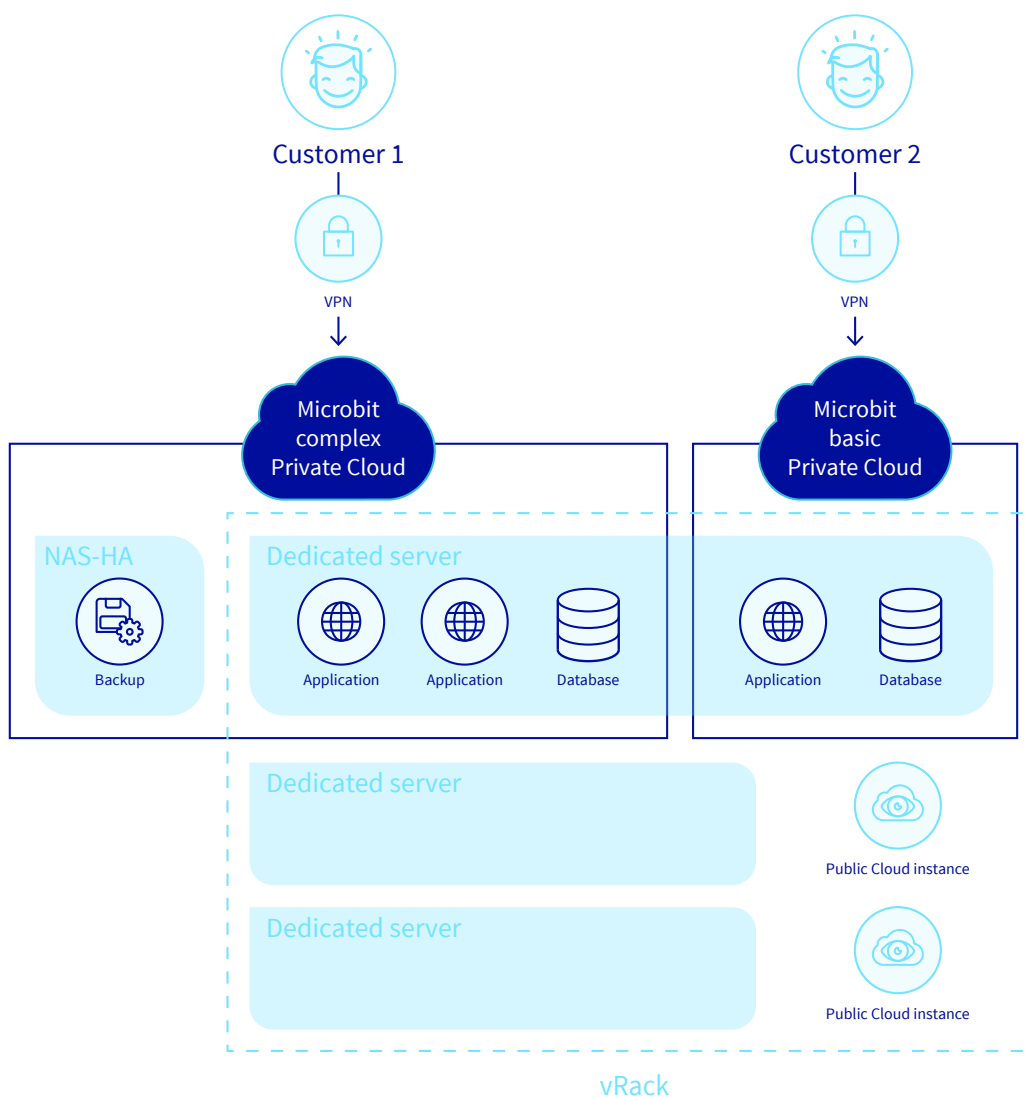 Customer 1
Customer 2
VPN
VPN
Microbit
complex
Private Cloud
Microbit
basic
Private Cloud
NAS-HA
Dedicated server
Backup
Application
Application
Database
Application
Database
Dedicated server
Public Cloud instance
Dedicated server
Public Cloud instance
vRack